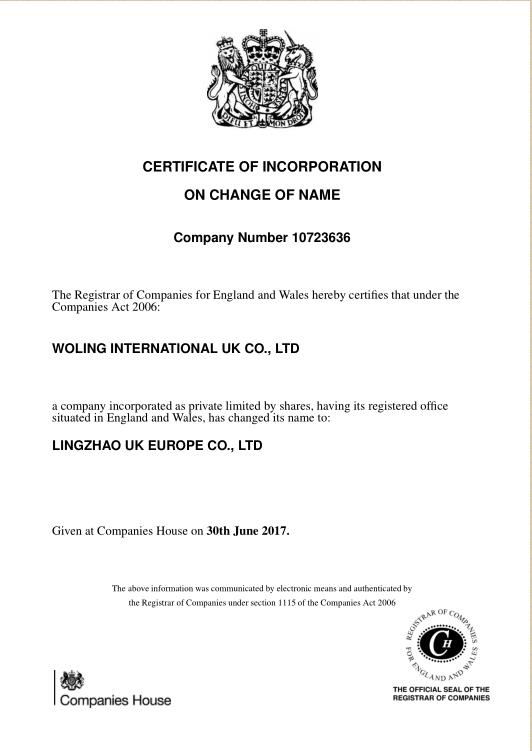 DIEU ET MON DROIT
CERTIFICATE OF INCORPORATION
ON CHANGE OF NAME
Company Number 10723636
The Registrar of Companies for England and Wales hereby certifies that under the
Companies Act 2006:
WOLING INTERNATIONAL UK CO., LTD
a company incorporated as private limited by shares, having its registered office
situated in England and Wales, has changed its name to:
LINGZHAO UK EUROPE CO., LTD
Given at Companies House on 30th June 2017.
The above information was communicated by electronic means and authenticated by
the Registrar of Companies under section 1115 of the Companies Act 2006
REGISTRAR OF COMPANIES
FOR ENGLAND AND WALES
CH
Companies House
THE OFFICIAL SEAL OF THE
REGISTRAR OF COMPANIES